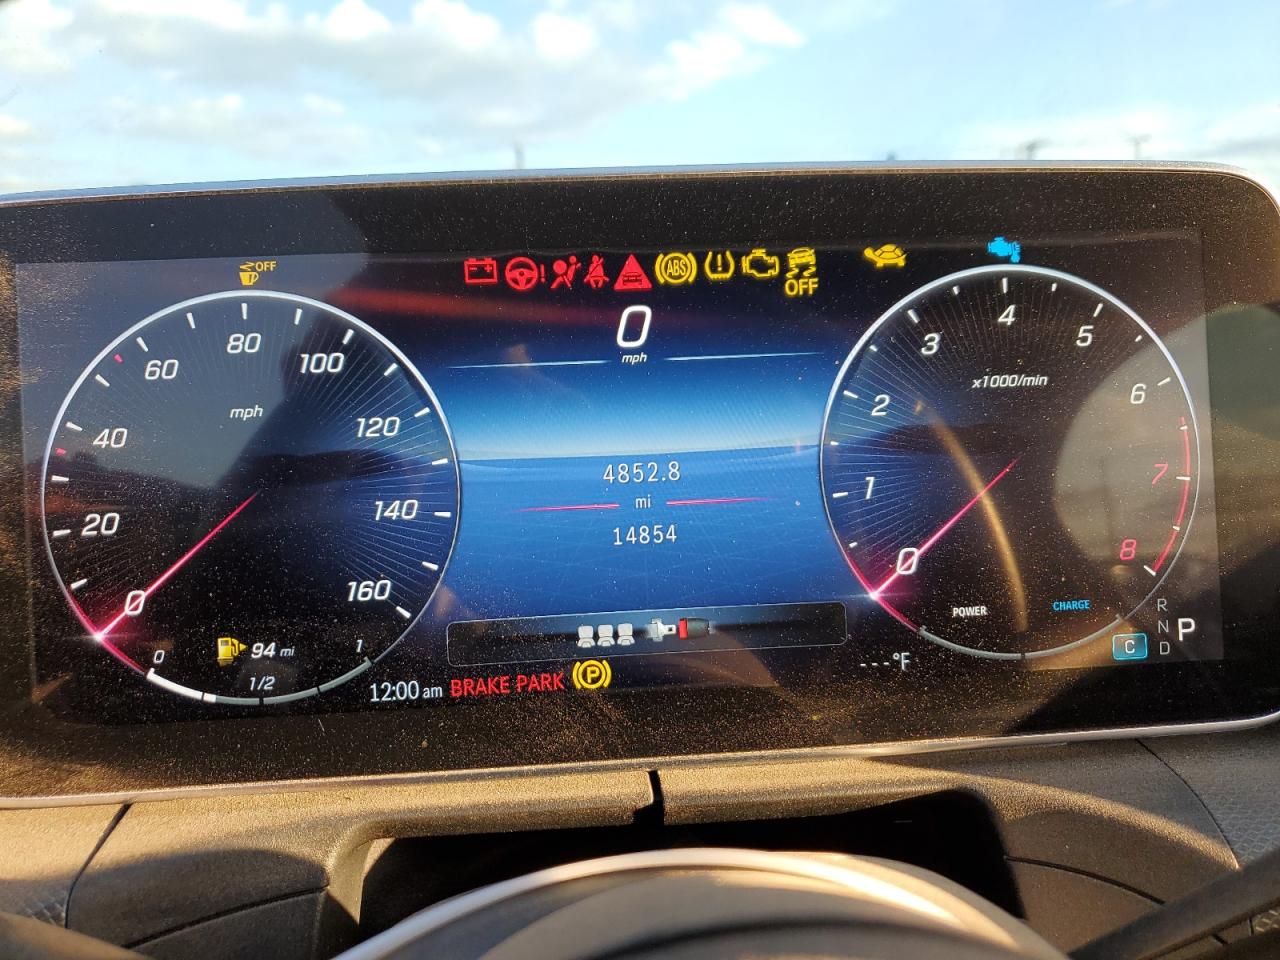 OFF
ABS
OFF
0
mph
0
20
40
60
80
100
120
140
160
mph
94 mi
0
1/2
1
4852.8
mi
14854
0
1
2
3
4
5
6
7
8
x1000/min
POWER
CHARGE
12:00 am
BRAKE PARK
P
---°F
C
R
N
D
P